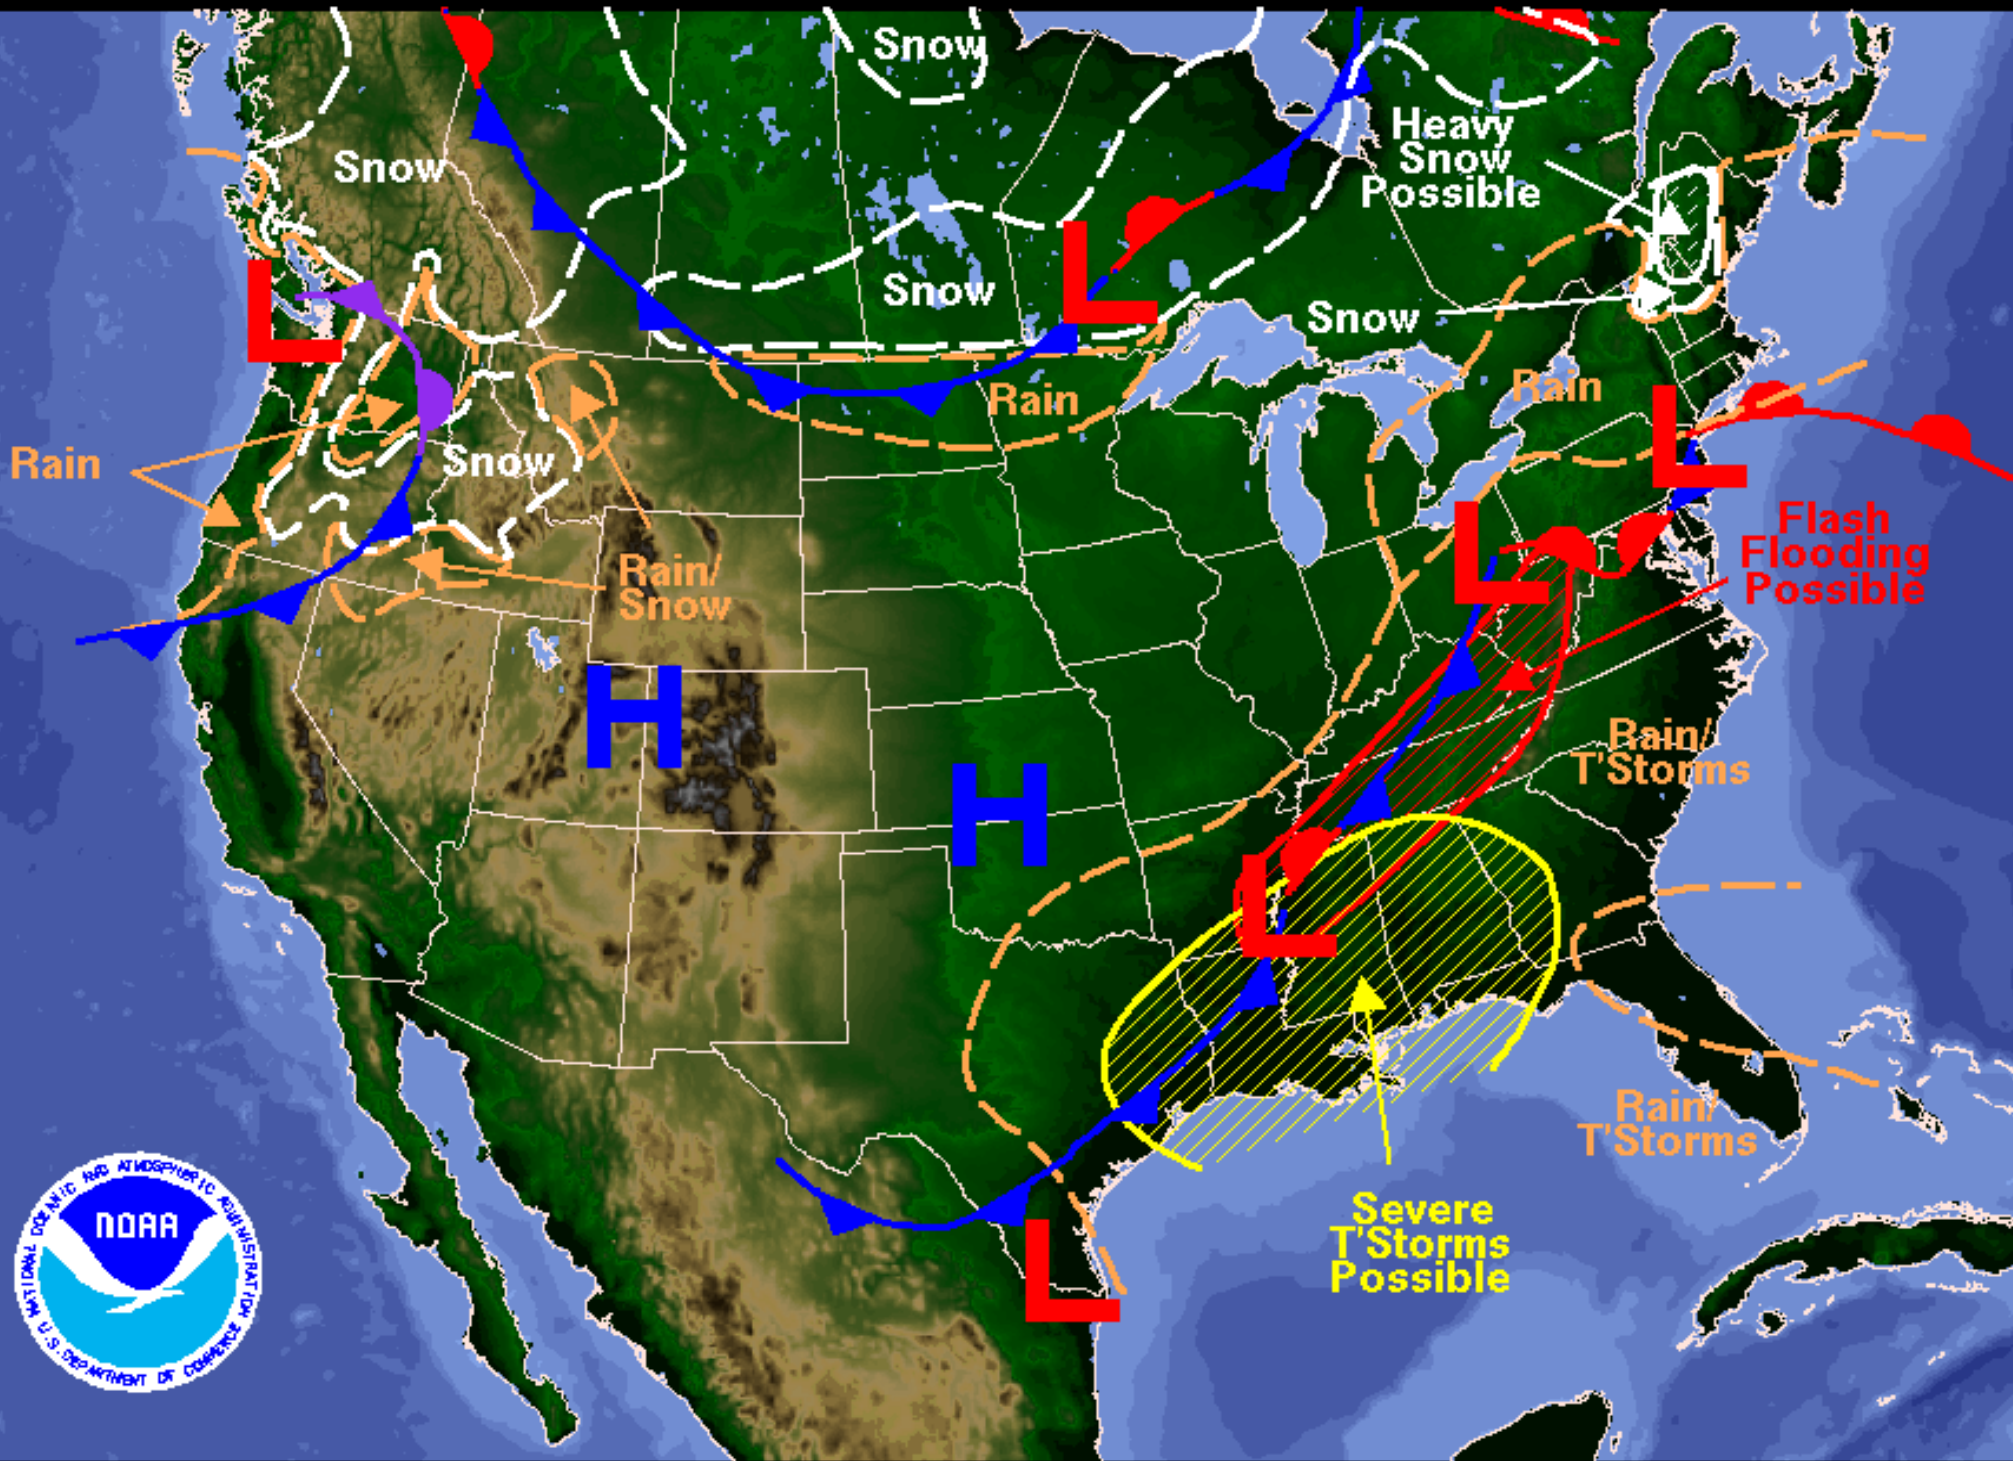 Snow
Heavy
Snow
Possible
Snow
Snow
Snow
Rain
Rain
L
L
L
Rain
Snow
Flash
Flooding
Possible
L
Rain/
Snow
H
Rain/
T'Storms
H
L
Rain/
T'Storms
Severe
T'Storms
Possible
L
NATIONAL OCEANIC AND ATMOSPHERIC ADMINISTRATION
NOAA
U.S. DEPARTMENT OF COMMERCE